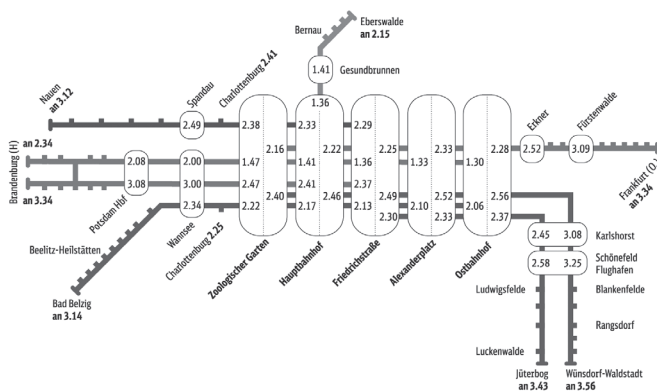 Eberswalde
an 2.15
Bernau
1.41
Gesundbrunnen
1.36
Nauen
an 3.12
Spandau
2.49
Charlottenburg 2.41
2.38
2.33
2.29
an 2.34
Brandenburg (H)
an 3.34
2.08
3.08
Potsdam Hbf
2.00
3.00
2.34
Wannsee
Charlottenburg 2.25
Beelitz-Heilstätten
Bad Belzig
an 3.14
2.16
1.47
2.47
2.40
2.22
Zoologischer Garten
2.22
1.41
2.41
2.46
2.17
Hauptbahnhof
2.25
1.36
2.37
2.49
2.13
2.30
Friedrichstraße
2.33
1.33
2.52
2.10
2.33
Alexanderplatz
2.28
1.30
2.56
2.06
2.37
Ostbahnhof
Erkner
2.52
Fürstenwalde
3.09
Frankfurt (O.)
an 3.34
2.45
3.08
Karlshorst
2.58
3.25
Schönefeld
Flughafen
Ludwigsfelde
Blankenfelde
Rangsdorf
Luckenwalde
Jüterbog
an 3.43
Wünsdorf-Waldstadt
an 3.56